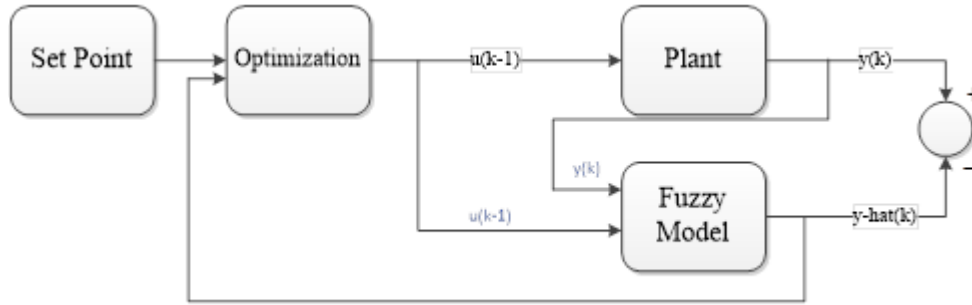 Set Point
Optimization
u(k-1)
Plant
y(k)
+
y(k)
Fuzzy
Model
u(k-1)
y-hat(k)
-